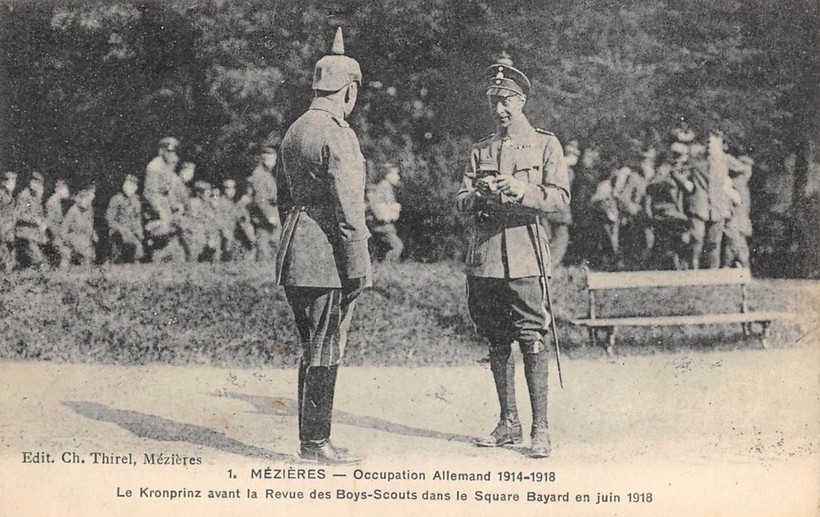 Edit. Ch. Thirel, Mézières
1. MÉZIÈRES — Occupation Allemand 1914-1918
Le Kronprinz avant la Revue des Boys-Scouts dans le Square Bayard en juin 1918